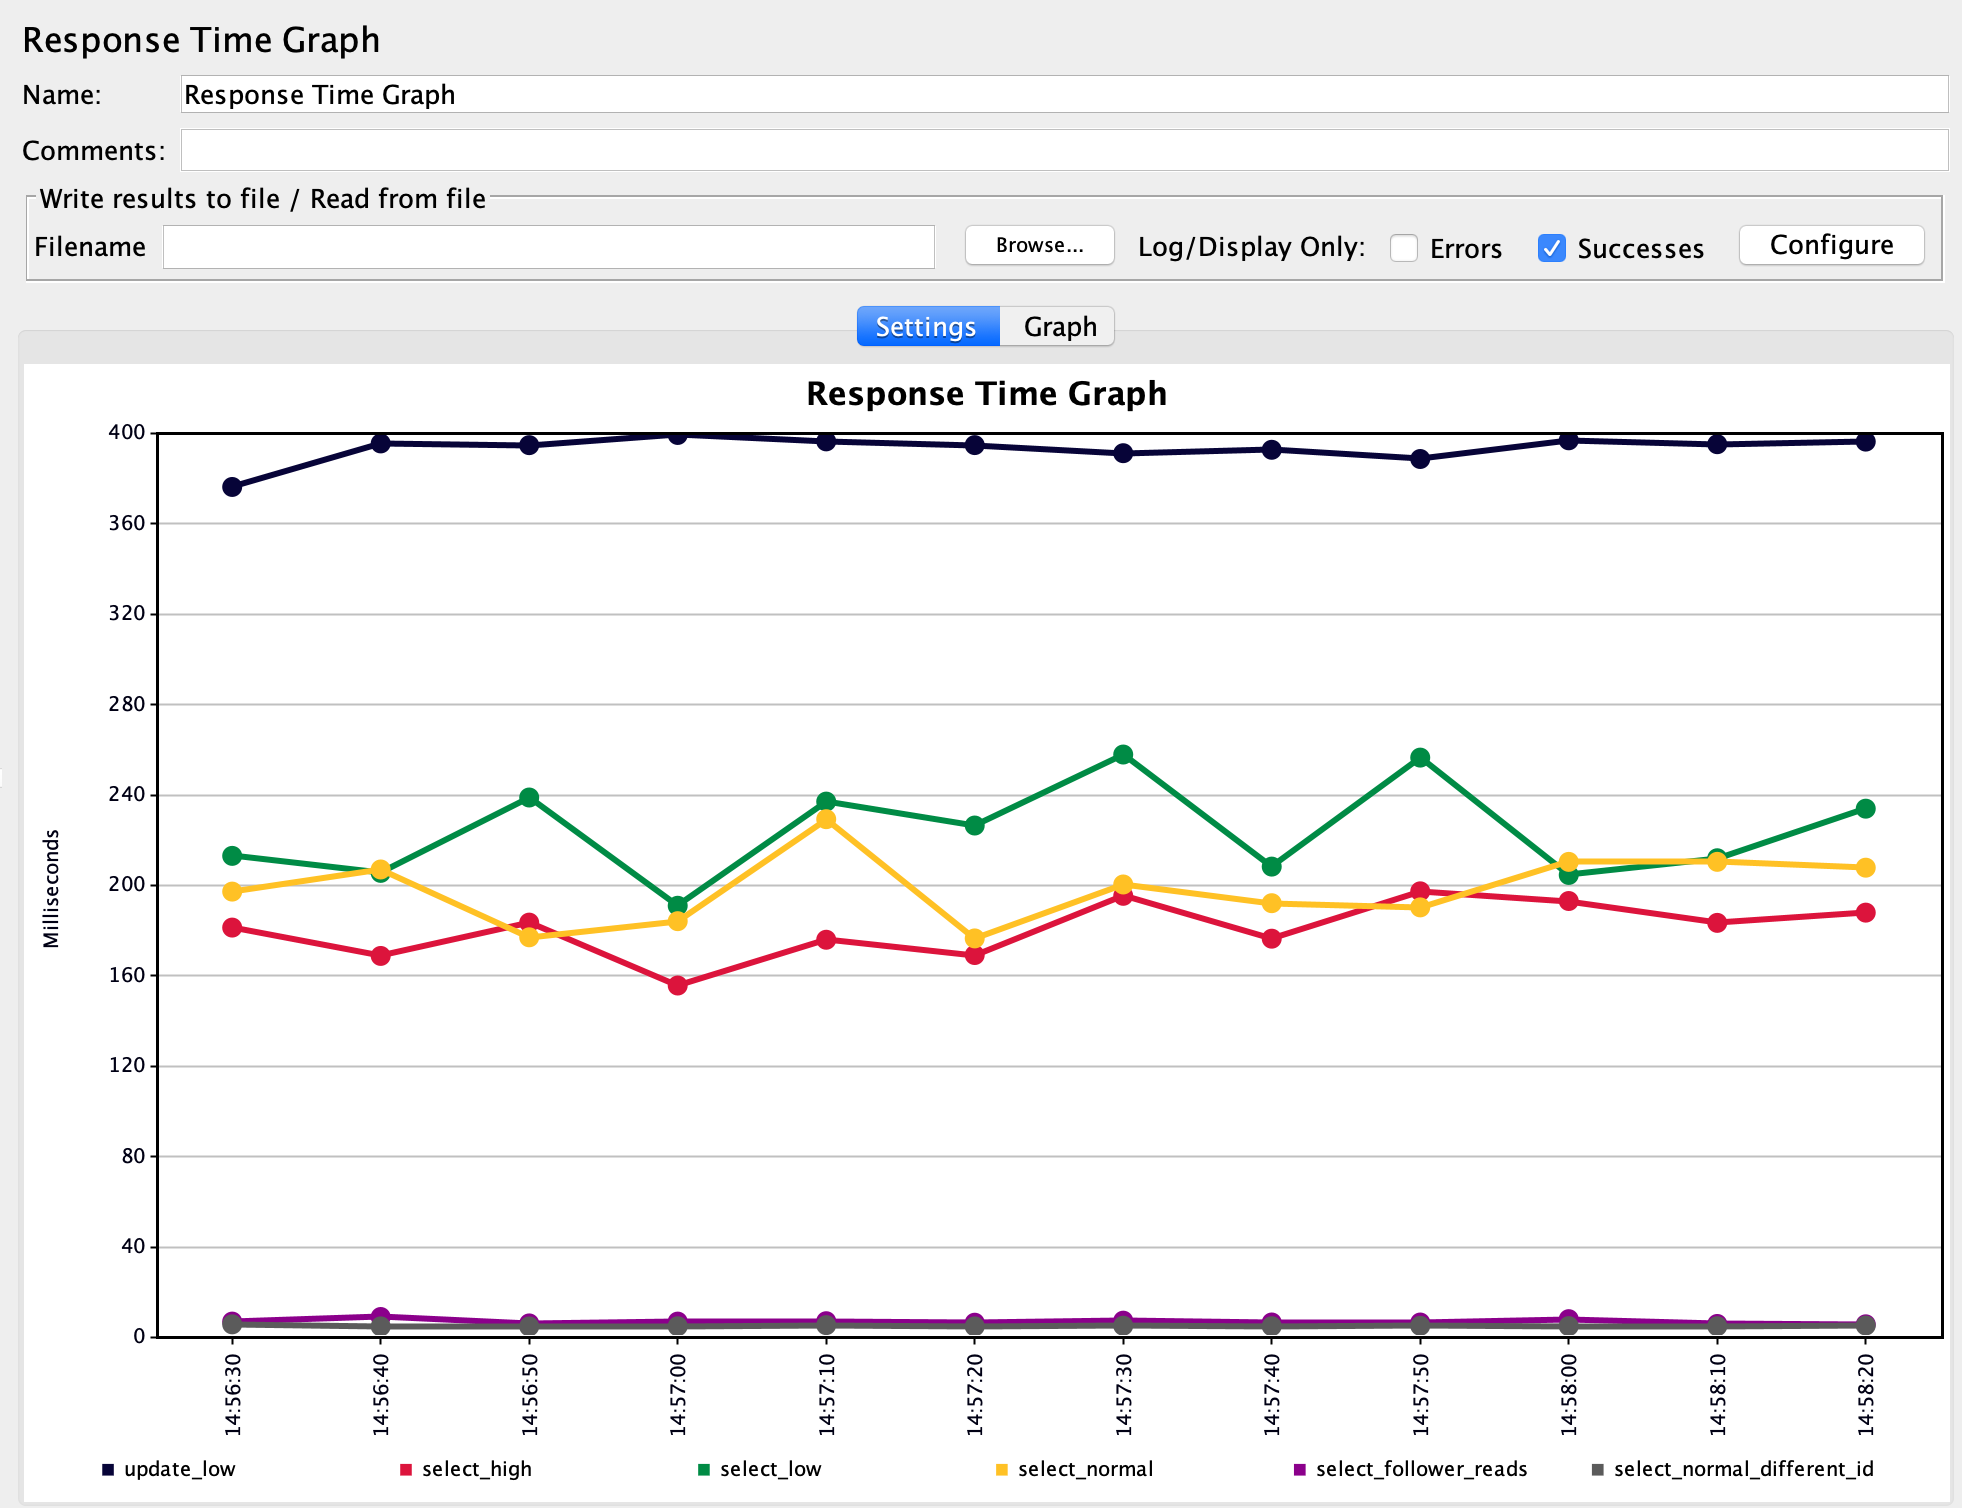 Response Time Graph
Name: Response Time Graph
Comments:
Write results to file / Read from file
Filename Browse... Log/Display Only: Errors Successes Configure
Settings Graph
Response Time Graph
400
360
320
280
240
200
160
120
80
40
0
Milliseconds
14:56:30 14:56:40 14:56:50 14:57:00 14:57:10 14:57:20 14:57:30 14:57:40 14:57:50 14:58:00 14:58:10 14:58:20
update_low select_high select_low select_normal select_follower_reads select_normal_different_id